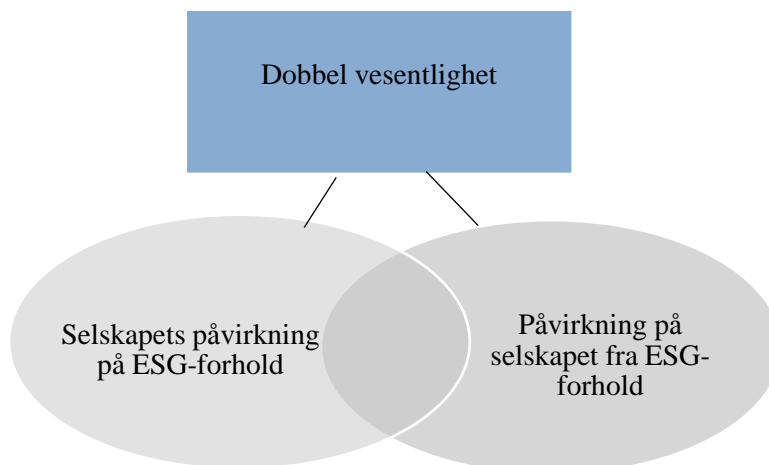 Dobbel vesentlighet
Selskapets påvirkning
på ESG-forhold
Påvirkning på
selskapet fra ESG-
forhold